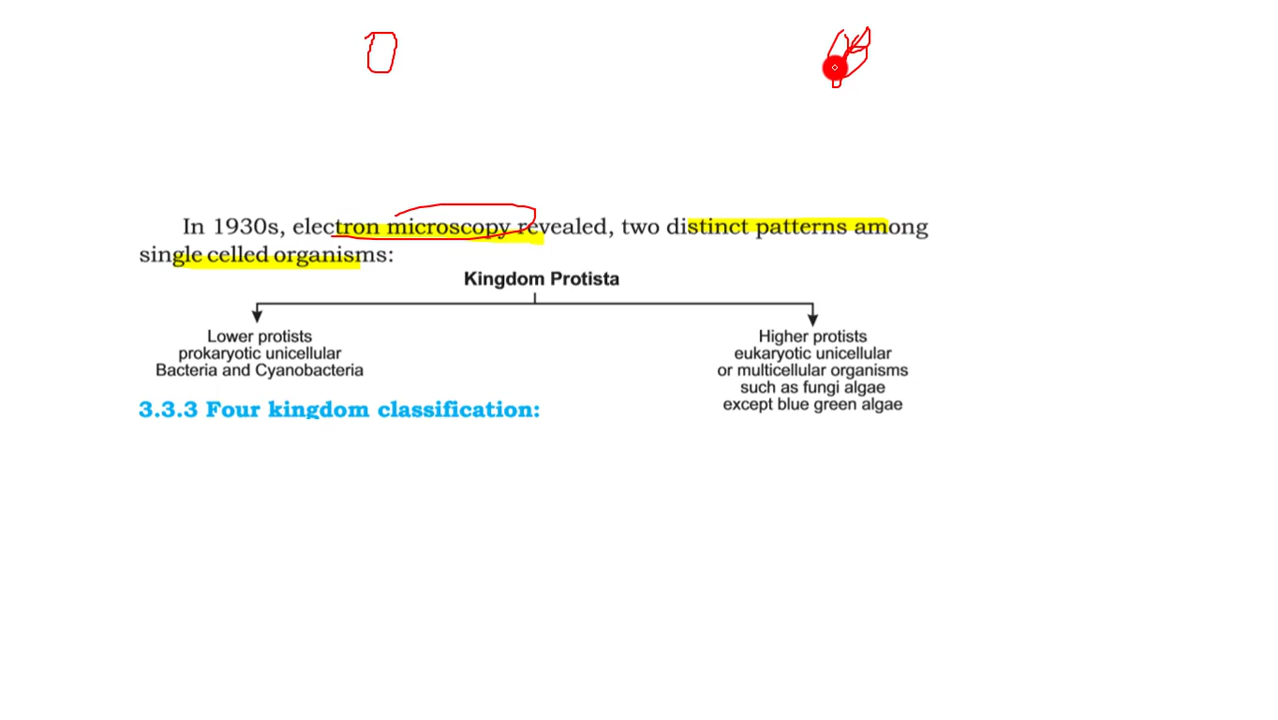 In 1930s, electron microscopy revealed, two distinct patterns among
single celled organisms:
Kingdom Protista
Lower protists
prokaryotic unicellular
Bacteria and Cyanobacteria
Higher protists
eukaryotic unicellular
or multicellular organisms
such as fungi algae
except blue green algae
3.3.3 Four kingdom classification: